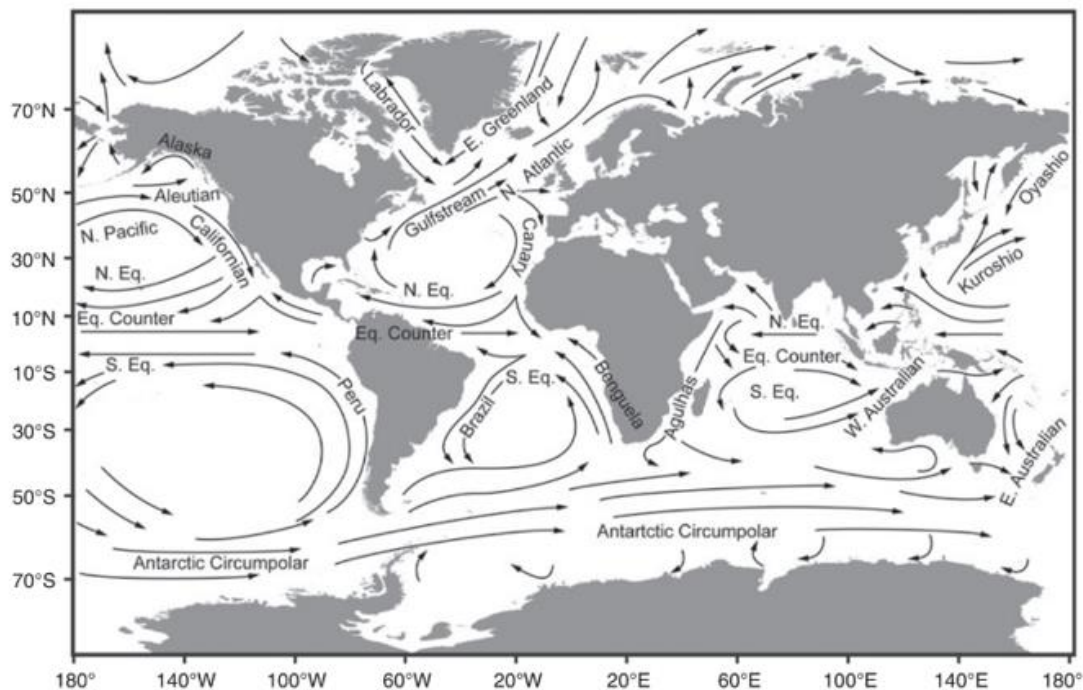 70°N
50°N
30°N
10°N
10°S
30°S
50°S
70°S
Labrador
E. Greenland
Alaska
Aleutian
N. Pacific
Californian
N. Eq.
Eq. Counter
S. Eq.
Peru
Antarctic Circumpolar
Gulfstream
N. Atlantic
Canary
N. Eq.
Eq. Counter
S. Eq.
Brazil
Bonguela
Agulhas
N. Eq.
Eq. Counter
S. Eq.
W. Australian
E. Australian
Kuroshio
Oyashio
Antartctic Circumpolar
180° 140°W 100°W 60°W 20°W 20°E 60°E 100°E 140°E 180°